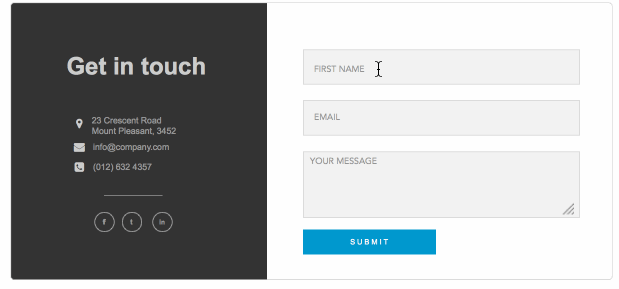 Get in touch
23 Crescent Road
Mount Pleasant, 3452
info@company.com
(012) 632 4357
f t in
FIRST NAME
EMAIL
YOUR MESSAGE
SUBMIT